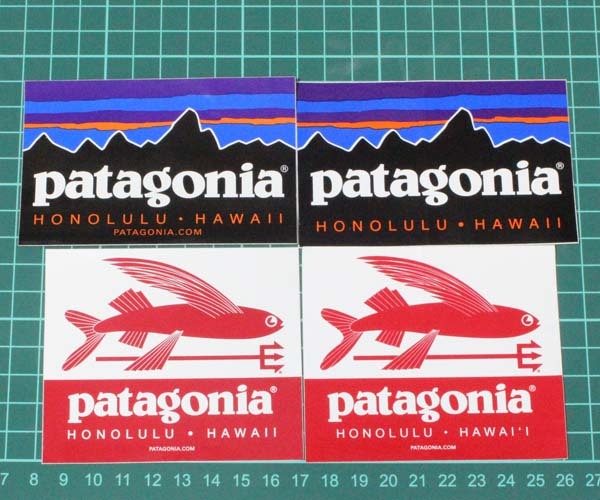 patagonia®
HONOLULU • HAWAII
PATAGONIA.COM
patagonia®
HONOLULU • HAWAII
patagonia®
HONOLULU • HAWAII
PATAGONIA.COM
patagonia®
HONOLULU • HAWAI'I
PATAGONIA.COM
7 8 9 10 11 12 13 14 15 16 17 18 19 20 21 22 23 24 25 26 27